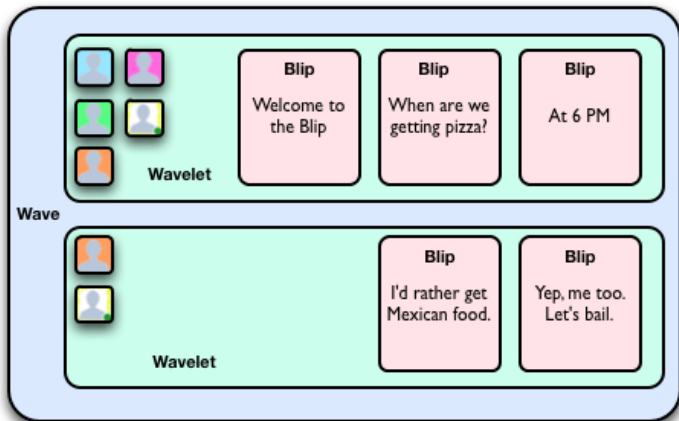 Blip
Welcome to
the Blip
Blip
When are we
getting pizza?
Blip
At 6 PM
Wavelet
Wave
Blip
I'd rather get
Mexican food.
Blip
Yep, me too.
Let's bail.
Wavelet